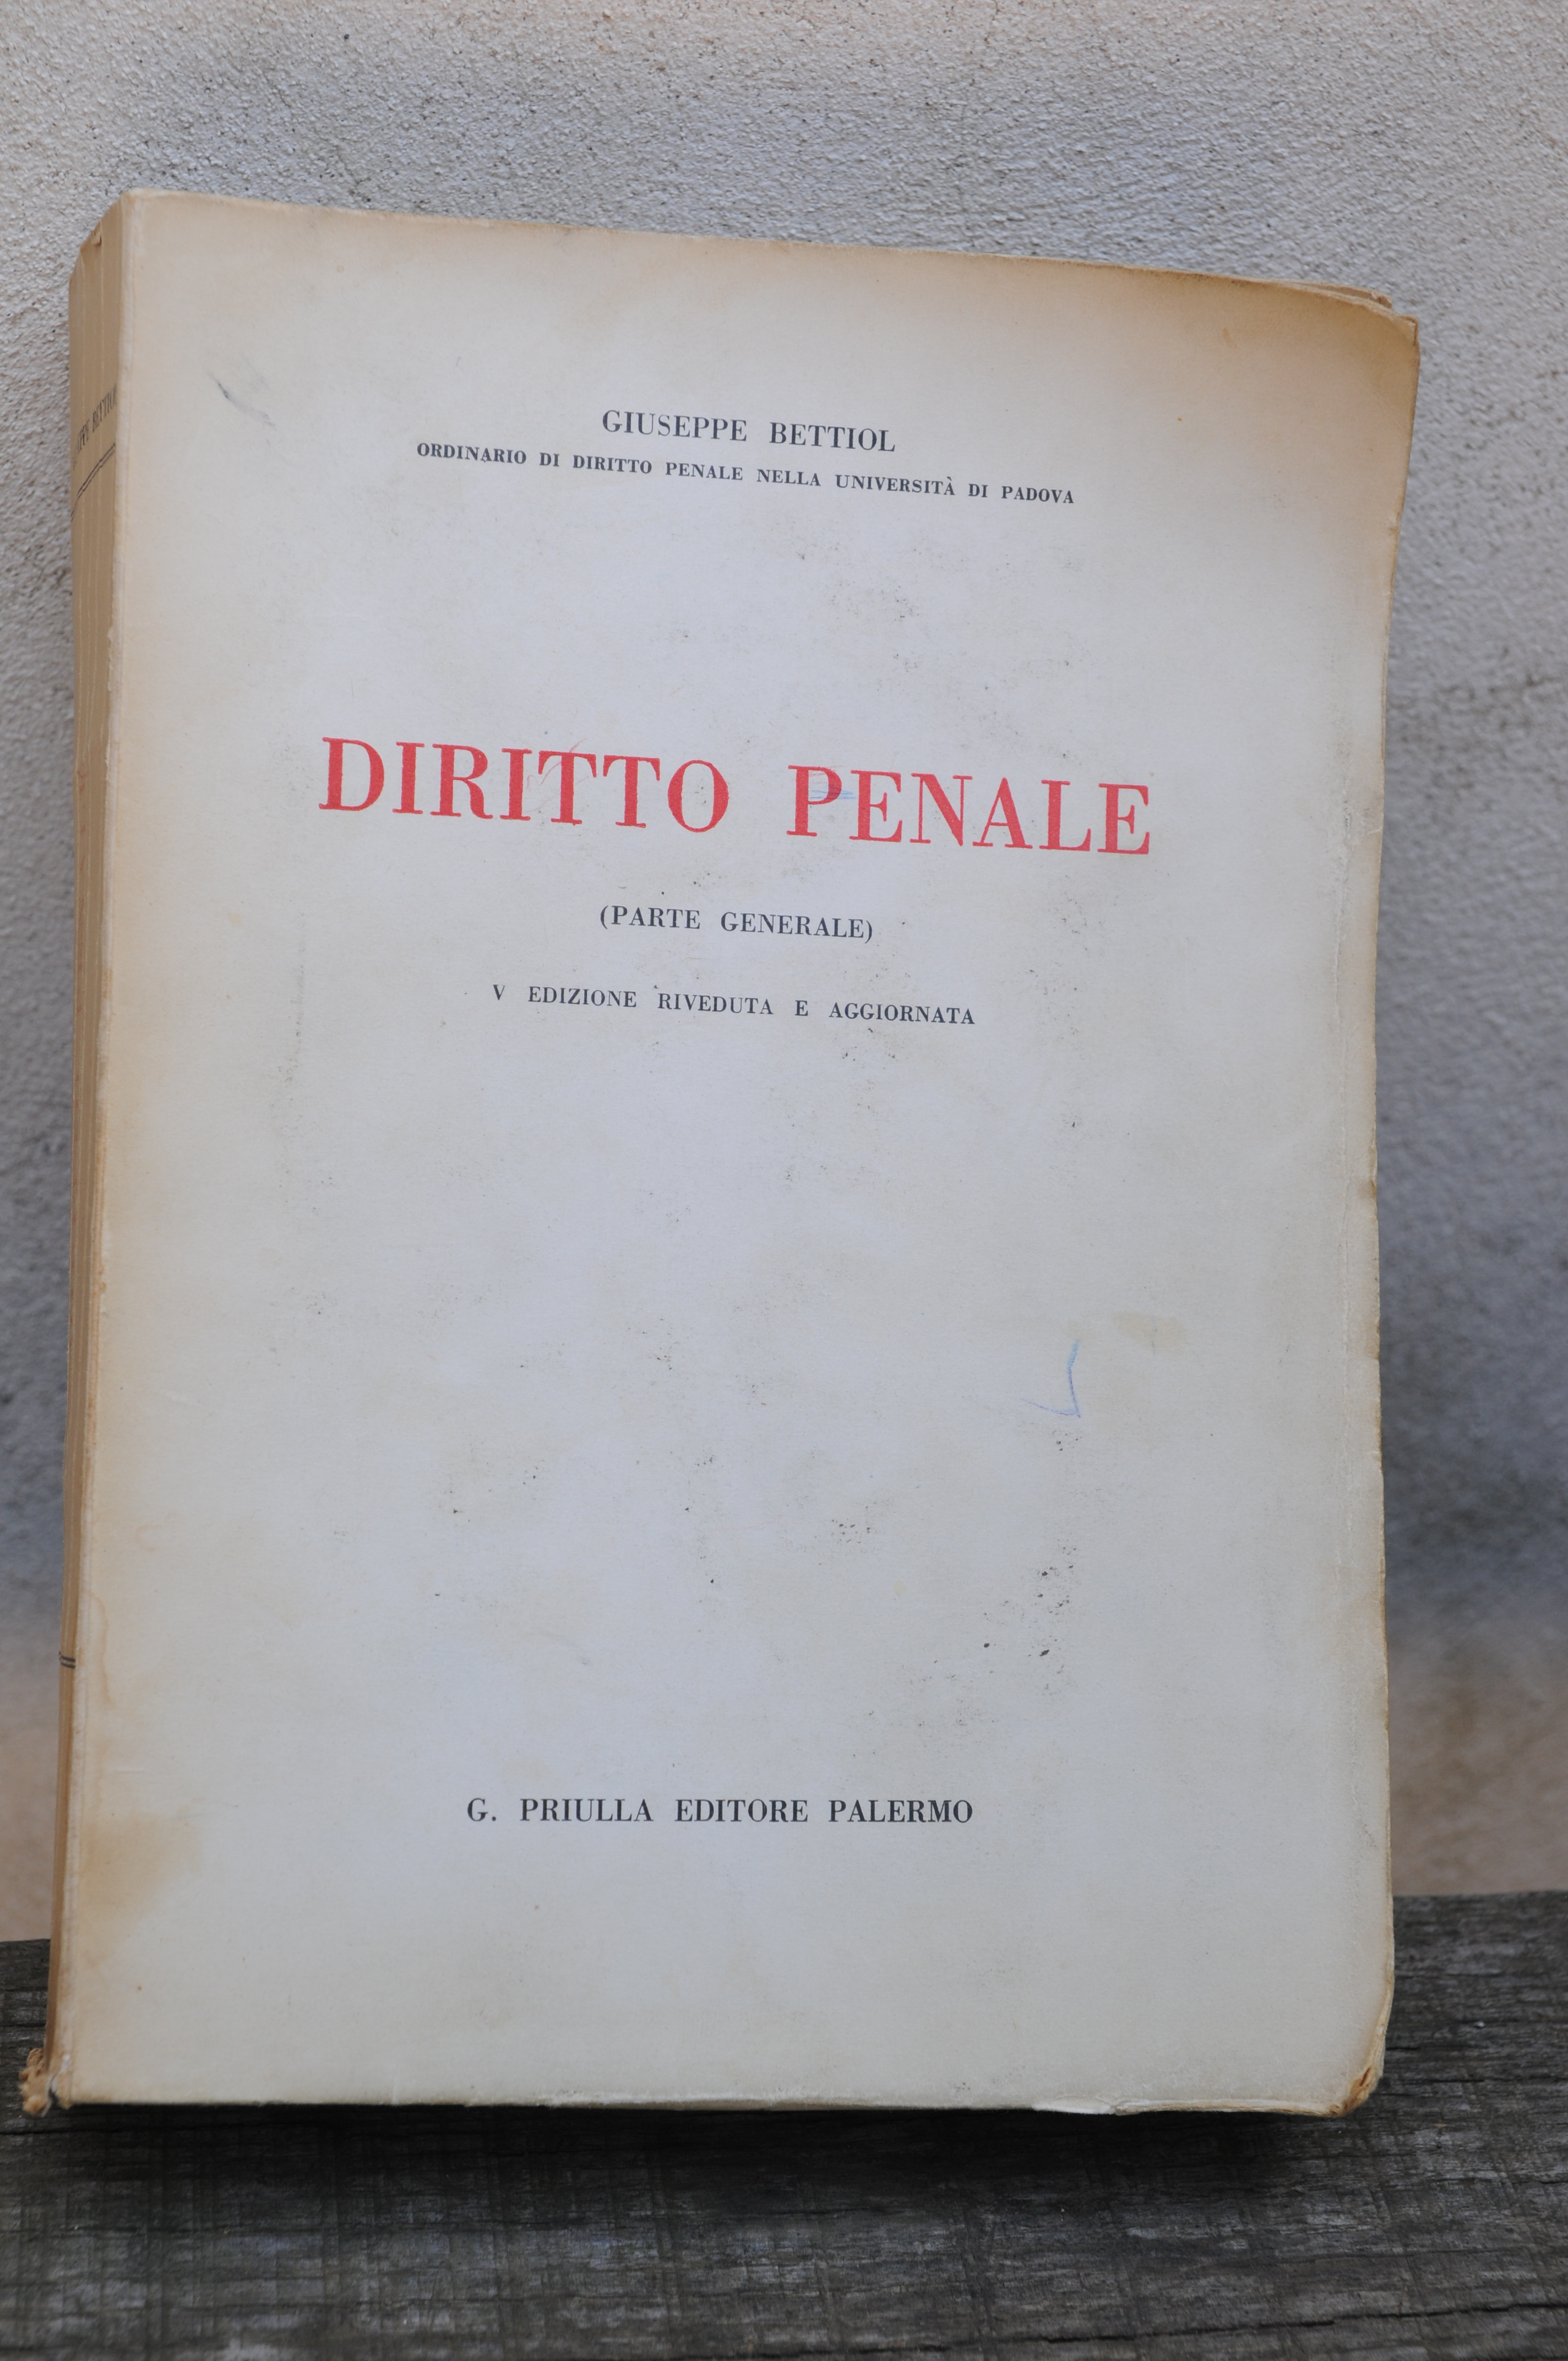 GIUSEPPE BETTIOL
ORDINARIO DI DIRITTO PENALE NELLA UNIVERSITÀ DI PADOVA
DIRITTO PENALE
(PARTE GENERALE)
V EDIZIONE RIVEDUTA E AGGIORNATA
G. PRIULLA EDITORE PALERMO
BETTIOL